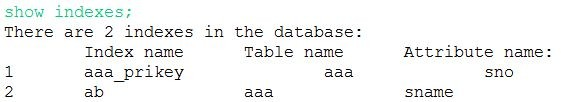 show indexes;
There are 2 indexes in the database:
Index name Table name Attribute name:
1 aaa_prikey aaa sno
2 ab aaa sname